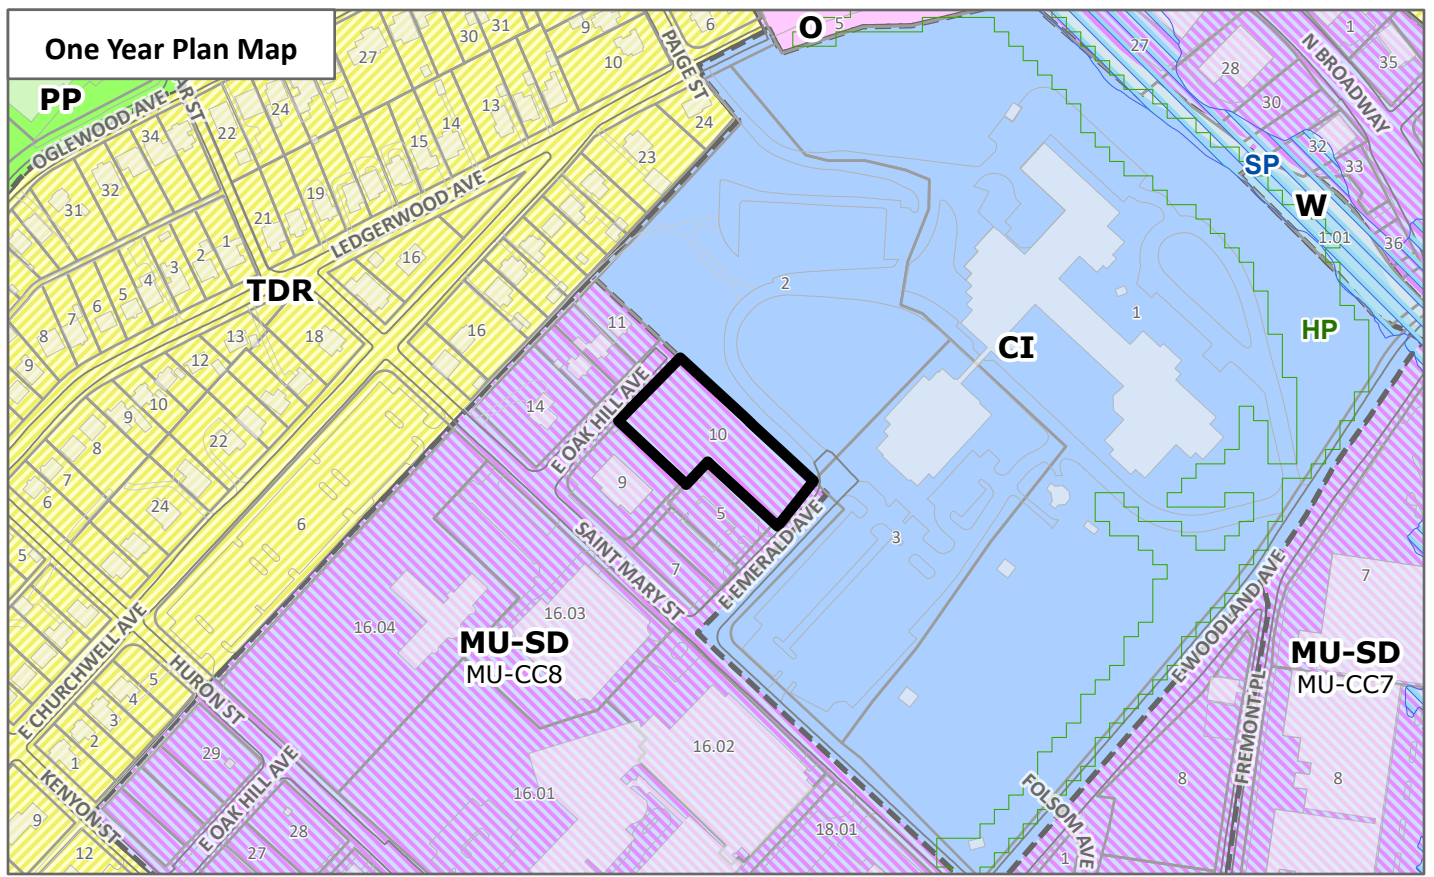 One Year Plan Map
PP
OGLEWOOD AVE
AR ST
27
30
31
9
6
10
PAIGE ST
O
5
27
28
30
1
N BROADWAY
35
34
22
24
13
14
15
24
23
32
33
SP
W
1.01
36
32
31
19
21
LEDGERWOOD AVE
1
2
3
4
5
6
7
8
9
TDR
16
2
1
HP
13
18
16
11
CI
12
10
9
8
7
6
22
24
14
E OAK HILL AVE
10
9
5
7
6
5
SAINT MARY ST
E EMERALD AVE
3
7
16.04
16.03
MU-SD
MU-CC8
E WOODLAND AVE
MU-SD
MU-CC7
E CHURCHWELL AVE
HURON ST
5
4
3
2
1
29
16.02
FREMONT PL
8
8
KENYON ST
9
12
E OAK HILL AVE
28
27
16.01
18.01
FOLSOM AVE
1